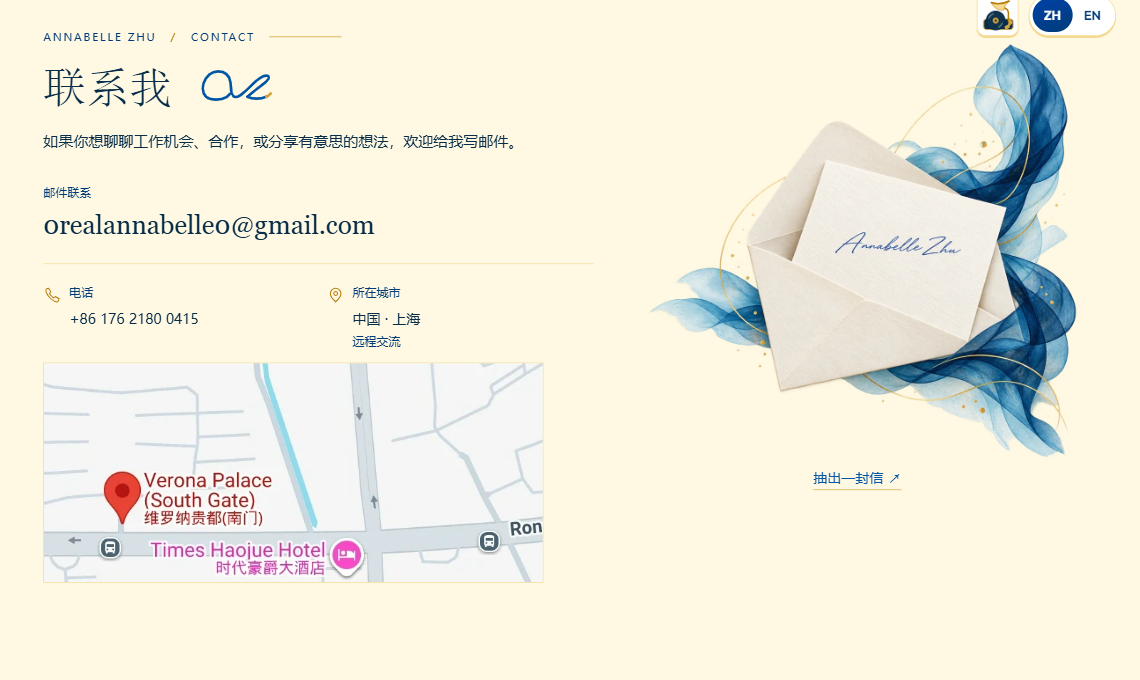 ZH EN
ANNABELLE ZHU / CONTACT
联系我
如果你想聊聊工作机会、合作，或分享有意思的想法，欢迎给我写邮件。
邮件联系
0realannabelle0@gmail.com
电话
+86 176 2180 0415
所在城市
中国 · 上海
远程交流
Verona Palace
(South Gate)
维罗纳贵都(南门)
Times Haojue Hotel
时代豪爵大酒店
Ron
Annabelle Zhu
抽出一封信 ↗